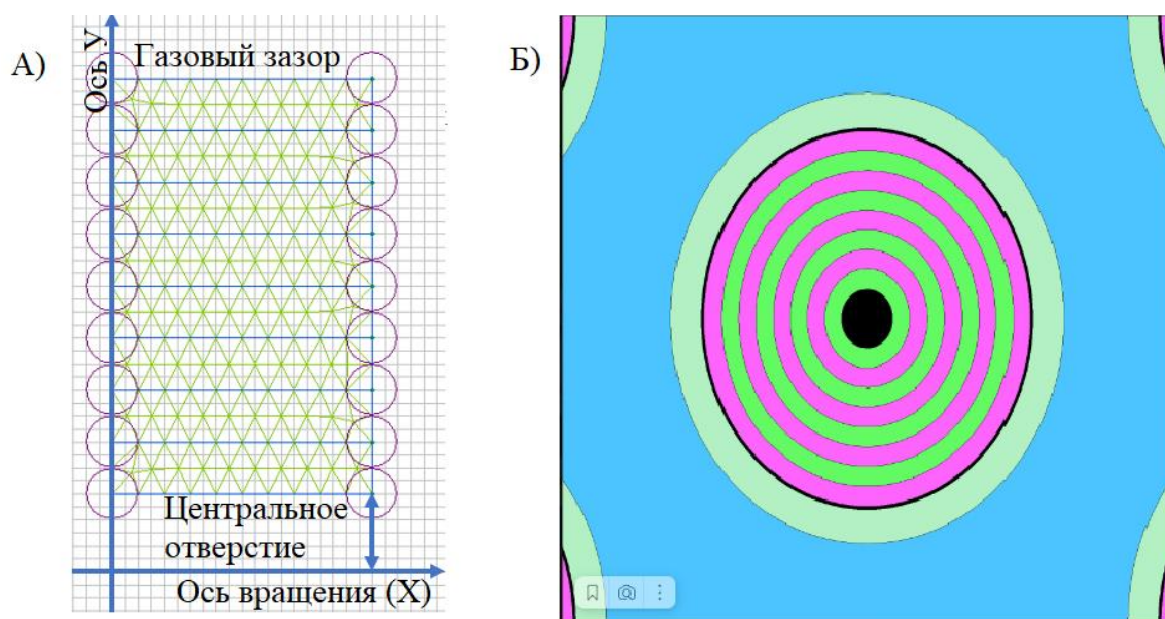 А)
Ось У
Газовый зазор
Центральное
отверстие
Ось вращения (X)
Б)